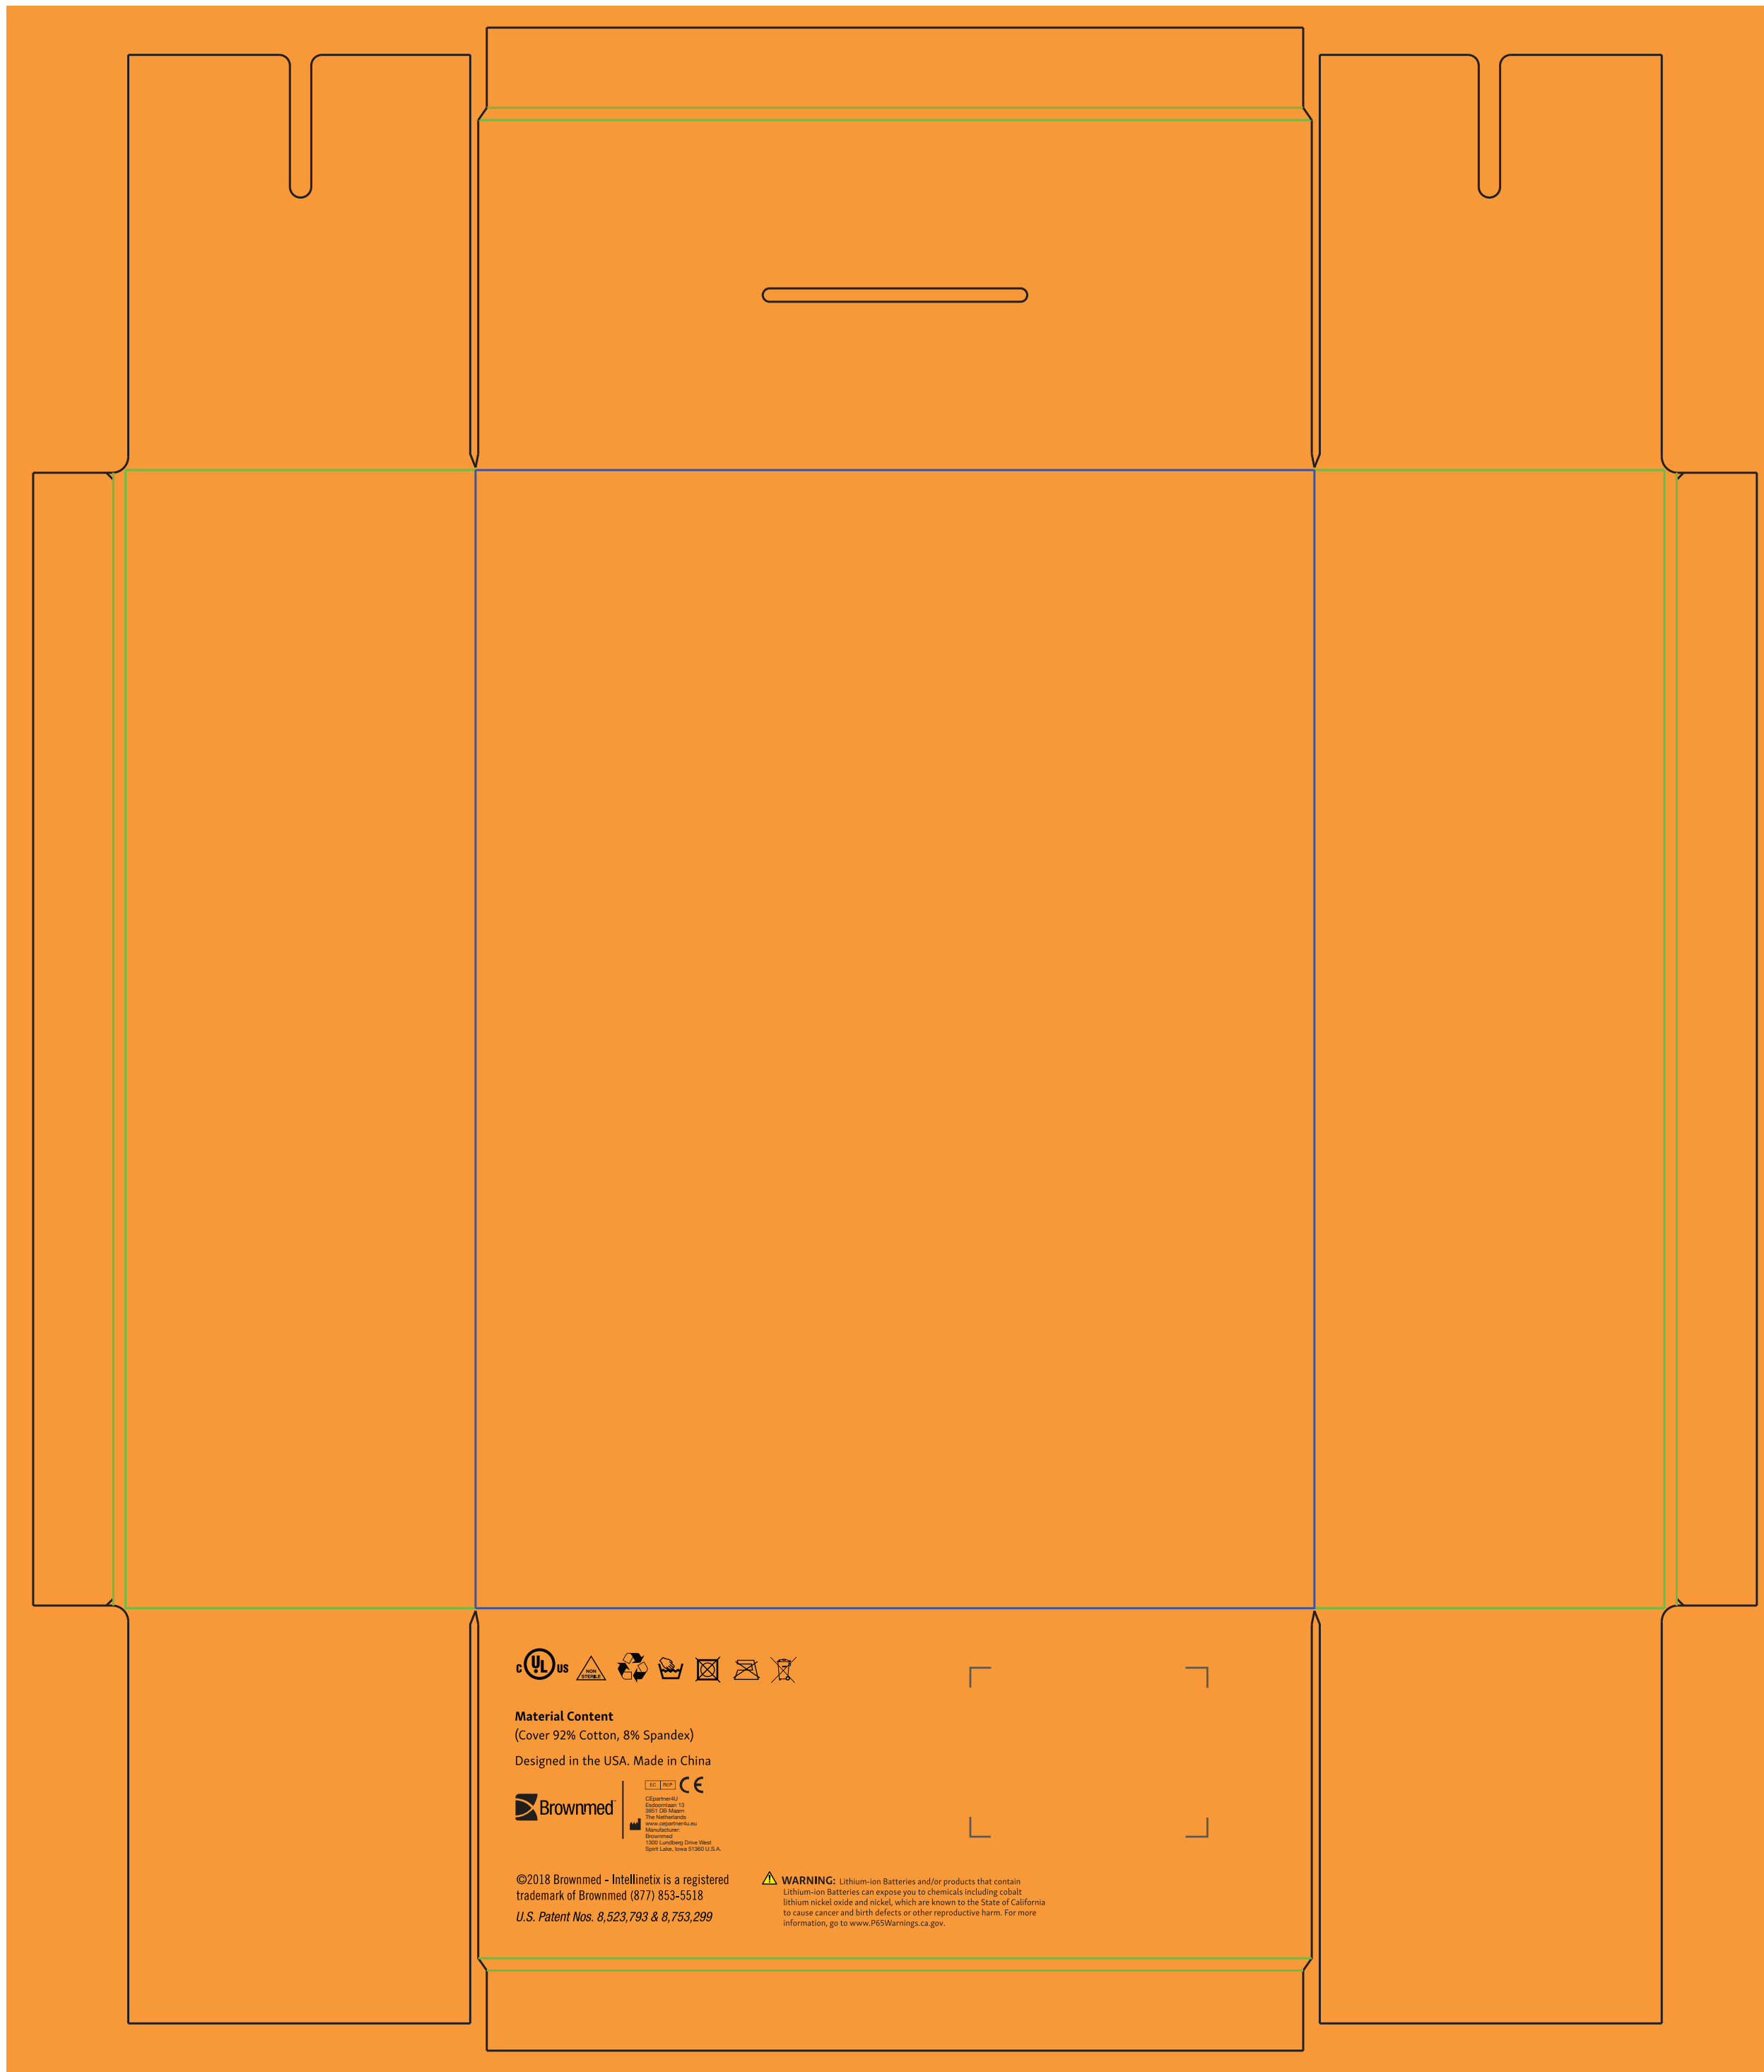 C UL US
NON
STERILE
Material Content
(Cover 92% Cotton, 8% Spandex)
Designed in the USA. Made in China
EC REP CE
Brownmed™
CEpartner4U
Esdoornlaan 13
3951 DB Maarn
The Netherlands
www.cepartner4u.eu
Manufacturer:
Brownmed
1300 Lundberg Drive West
Spirit Lake, Iowa 51360 U.S.A.
©2018 Brownmed - Intellinetix is a registered
trademark of Brownmed (877) 853-5518
U.S. Patent Nos. 8,523,793 & 8,753,299
WARNING: Lithium-ion Batteries and/or products that contain
Lithium-ion Batteries can expose you to chemicals including cobalt
lithium nickel oxide and nickel, which are known to the State of California
to cause cancer and birth defects or other reproductive harm. For more
information, go to www.P65Warnings.ca.gov.